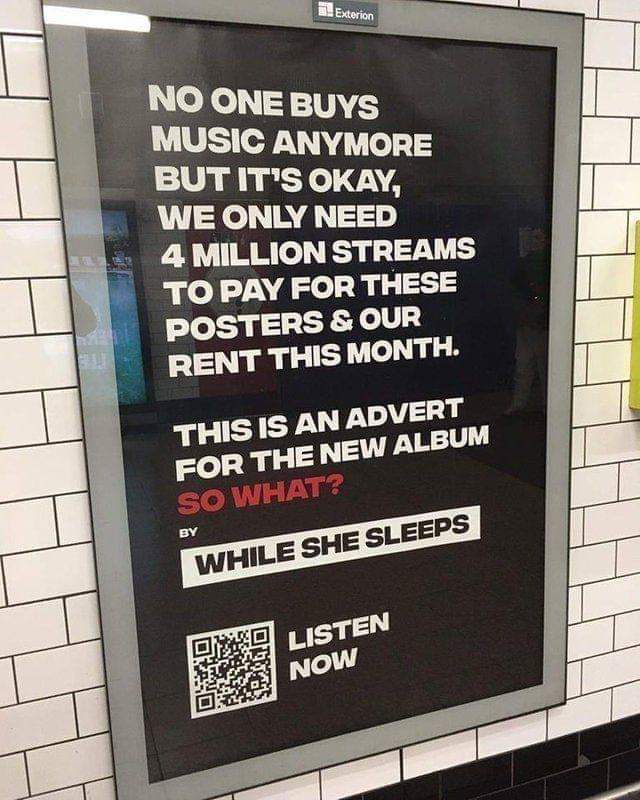 Exterion
NO ONE BUYS
MUSIC ANYMORE
BUT IT'S OKAY,
WE ONLY NEED
4 MILLION STREAMS
TO PAY FOR THESE
POSTERS & OUR
RENT THIS MONTH.
THIS IS AN ADVERT
FOR THE NEW ALBUM
SO WHAT?
BY
WHILE SHE SLEEPS
LISTEN
NOW